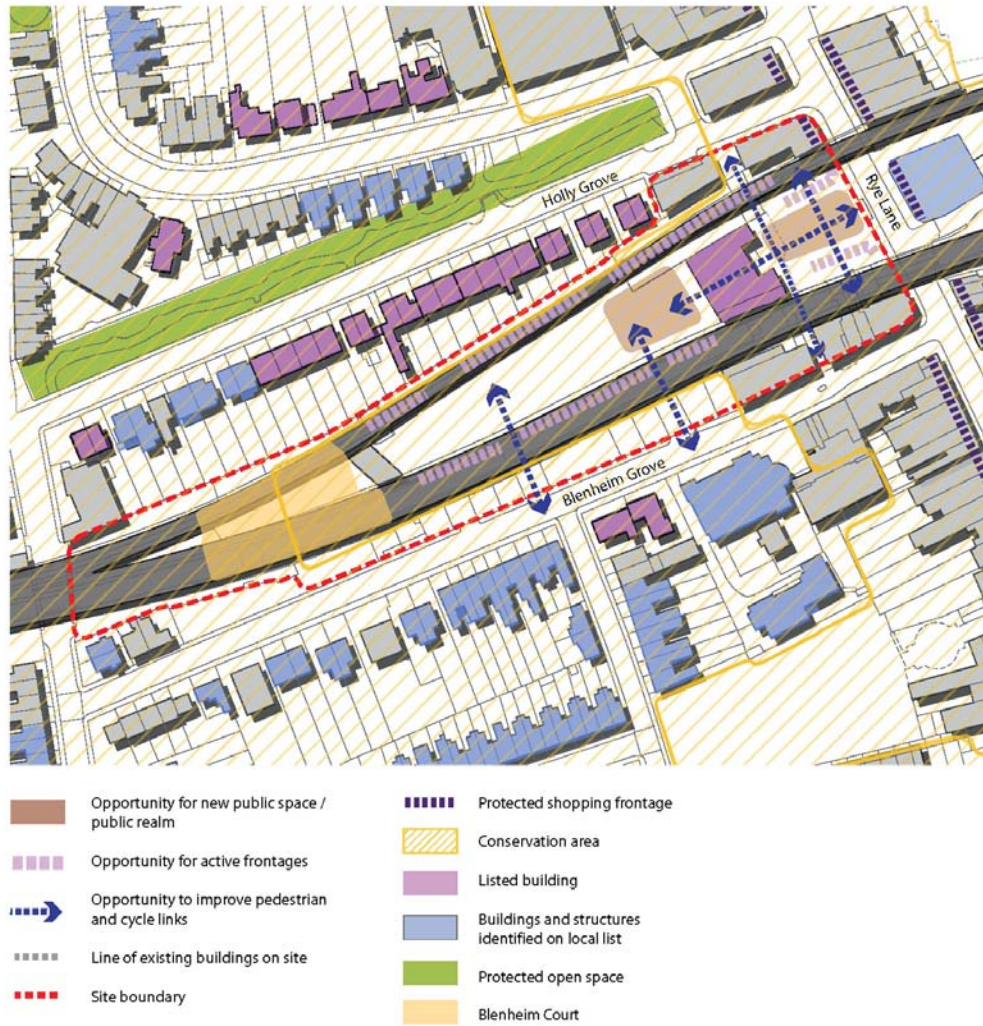 Holly Grove
Rye Lane
Blenheim Grove
Opportunity for new public space /
public realm
Opportunity for active frontages
Opportunity to improve pedestrian
and cycle links
Line of existing buildings on site
Site boundary
Protected shopping frontage
Conservation area
Listed building
Buildings and structures
identified on local list
Protected open space
Blenheim Court